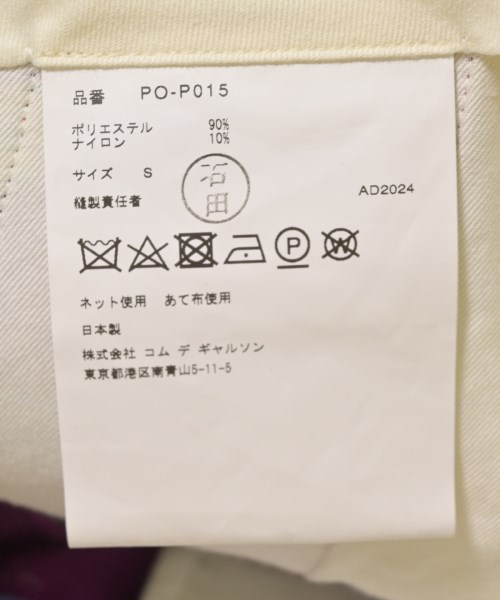 品番 PO-P015
ポリエステル 90%
ナイロン 10%
サイズ S
沼田
縫製責任者
AD2024
P
W
ネット使用 あて布使用
日本製
株式会社 コム デ ギャルソン
東京都港区南青山5-11-5